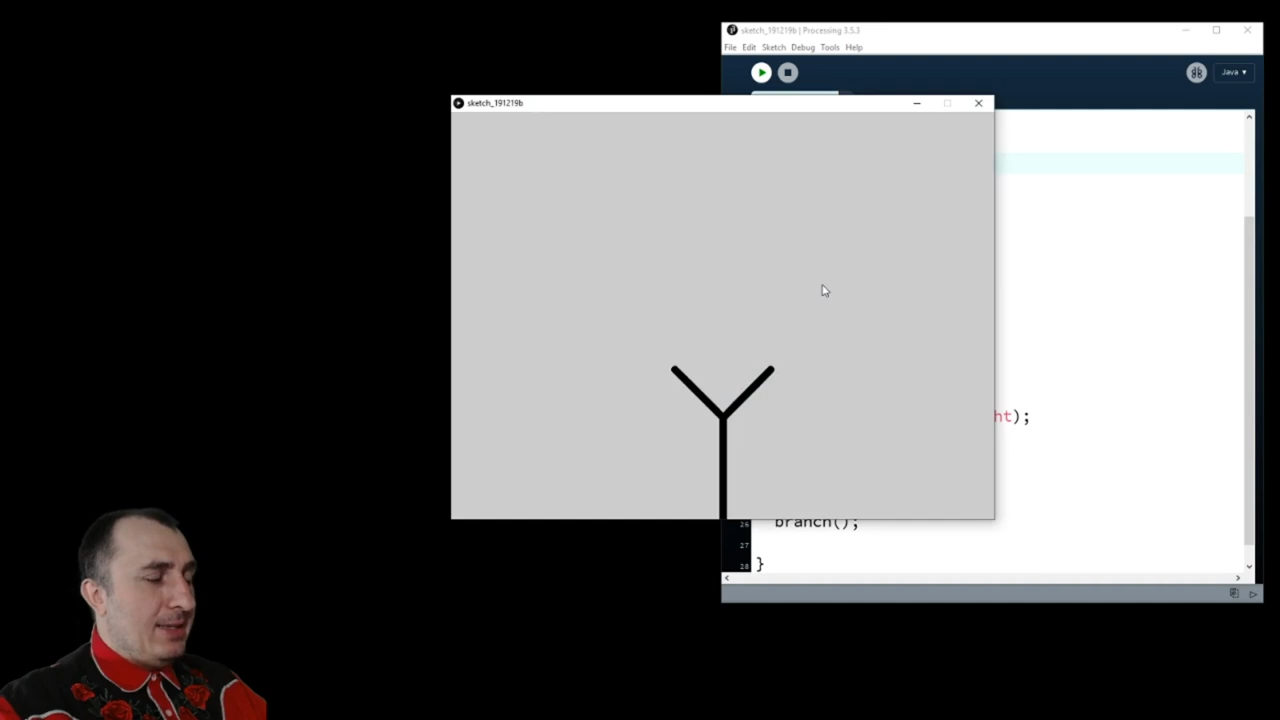 sketch_191219b | Processing 3.5.3
File Edit Sketch Debug Tools Help
Java
sketch_191219b
ht);
26 branch();
27
28 }